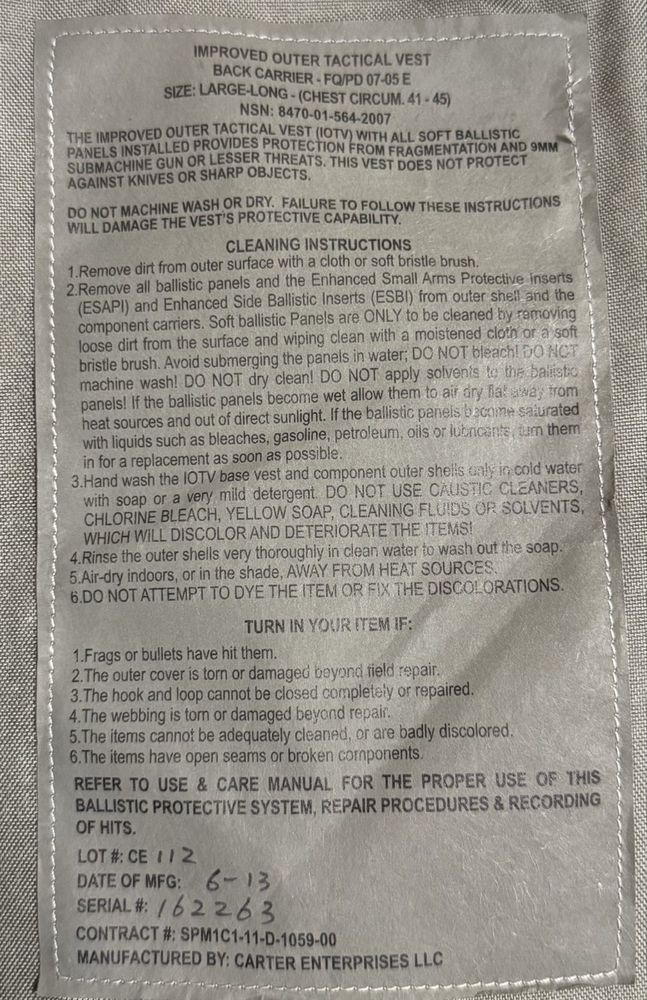 IMPROVED OUTER TACTICAL VEST
BACK CARRIER - FQ/PD 07-05 E
SIZE: LARGE-LONG - (CHEST CIRCUM. 41 - 45)
NSN: 8470-01-564-2007
THE IMPROVED OUTER TACTICAL VEST (IOTV) WITH ALL SOFT BALLISTIC
PANELS INSTALLED PROVIDES PROTECTION FROM FRAGMENTATION AND 9MM
SUBMACHINE GUN OR LESSER THREATS. THIS VEST DOES NOT PROTECT
AGAINST KNIVES OR SHARP OBJECTS.
DO NOT MACHINE WASH OR DRY. FAILURE TO FOLLOW THESE INSTRUCTIONS
WILL DAMAGE THE VEST'S PROTECTIVE CAPABILITY.
CLEANING INSTRUCTIONS
1.Remove dirt from outer surface with a cloth or soft bristle brush.
2.Remove all ballistic panels and the Enhanced Small Arms Protective inserts
(ESAPI) and Enhanced Side Ballistic Inserts (ESBI) from outer shell and the
component carriers. Soft ballistic Panels are ONLY to be cleaned by removing
loose dirt from the surface and wiping clean with a moistened cloth or a soft
bristle brush. Avoid submerging the panels in water; DO NOT bleach! DO NOT
machine wash! DO NOT dry clean! DO NOT apply solvents to the ballistic
panels! If the ballistic panels become wet allow them to air dry flat away from
heat sources and out of direct sunlight. If the ballistic panels become saturated
with liquids such as bleaches, gasoline, petroleum, oils or lubricants, turn them
in for a replacement as soon as possible.
3.Hand wash the IOTV base vest and component outer shells only in cold water
with soap or a very mild detergent. DO NOT USE CAUSTIC CLEANERS,
CHLORINE BLEACH, YELLOW SOAP, CLEANING FLUIDS OR SOLVENTS,
WHICH WILL DISCOLOR AND DETERIORATE THE ITEMS!
4.Rinse the outer shells very thoroughly in clean water to wash out the soap.
5.Air-dry indoors, or in the shade, AWAY FROM HEAT SOURCES.
6.DO NOT ATTEMPT TO DYE THE ITEM OR FIX THE DISCOLORATIONS.
TURN IN YOUR ITEM IF:
1.Frags or bullets have hit them.
2.The outer cover is torn or damaged beyond field repair.
3.The hook and loop cannot be closed completely or repaired.
4.The webbing is torn or damaged beyond repair.
5.The items cannot be adequately cleaned, or are badly discolored.
6.The items have open seams or broken components.
REFER TO USE & CARE MANUAL FOR THE PROPER USE OF THIS
BALLISTIC PROTECTIVE SYSTEM, REPAIR PROCEDURES & RECORDING
OF HITS.
LOT #: CE 112
DATE OF MFG: 6-13
SERIAL #: 162263
CONTRACT #: SPM1C1-11-D-1059-00
MANUFACTURED BY: CARTER ENTERPRISES LLC